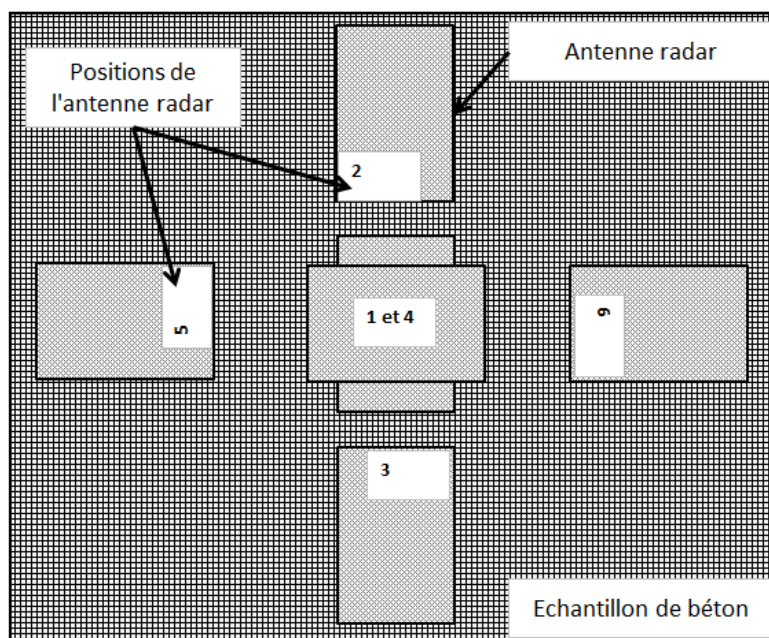 Positions de
l'antenne radar
Antenne radar
2
5
1 et 4
6
3
Echantillon de béton